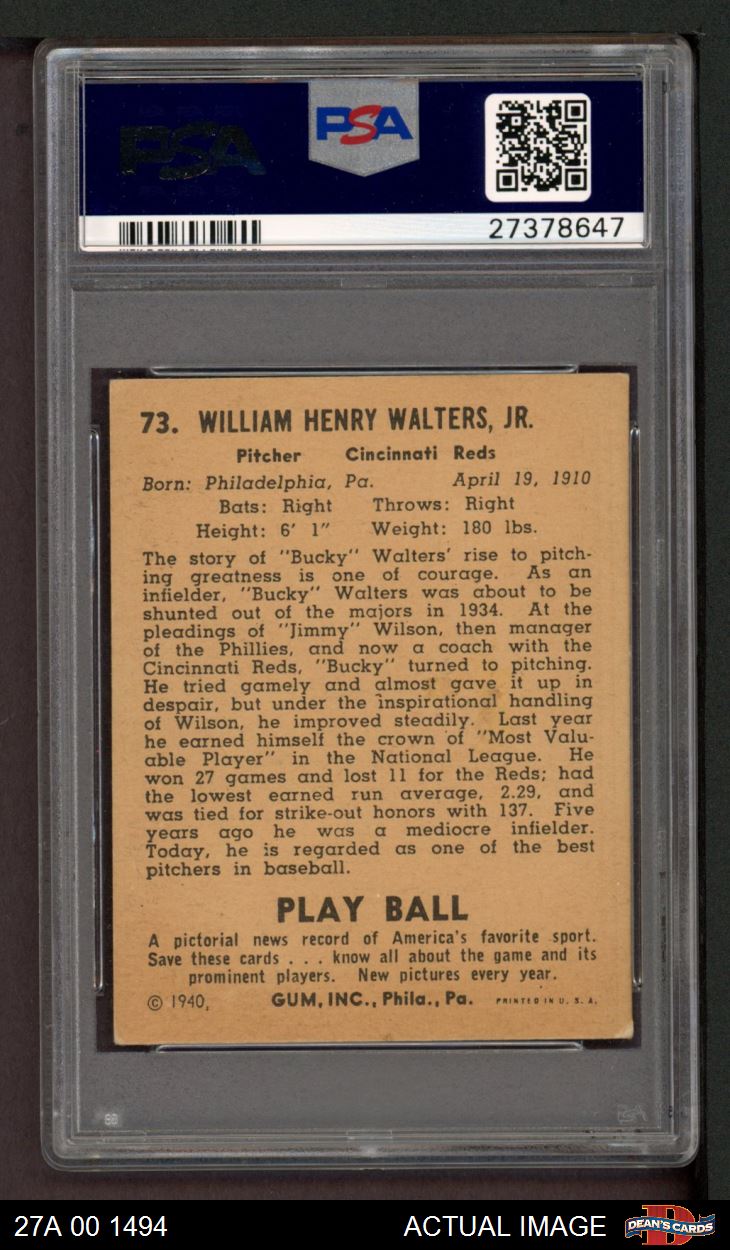 PSA
PSA
27378647
73. WILLIAM HENRY WALTERS, JR.
Pitcher Cincinnati Reds
Born: Philadelphia, Pa. April 19, 1910
Bats: Right Throws: Right
Height: 6' 1" Weight: 180 lbs.
The story of "Bucky" Walters' rise to pitch-
ing greatness is one of courage. As an
infielder, "Bucky" Walters was about to be
shunted out of the majors in 1934. At the
pleadings of "Jimmy" Wilson, then manager
of the Phillies, and now a coach with the
Cincinnati Reds, "Bucky" turned to pitching.
He tried gamely and almost gave it up in
despair, but under the inspirational handling
of Wilson, he improved steadily. Last year
he earned himself the crown of "Most Valu-
able Player" in the National League. He
won 27 games and lost 11 for the Reds; had
the lowest earned run average, 2.29, and
was tied for strike-out honors with 137. Five
years ago he was a mediocre infielder.
Today, he is regarded as one of the best
pitchers in baseball.
PLAY BALL
A pictorial news record of America's favorite sport.
Save these cards . . . know all about the game and its
prominent players. New pictures every year.
© 1940, GUM, INC., Phila., Pa. PRINTED IN U. S. A.
27A 00 1494 ACTUAL IMAGE DEAN'S CARDS